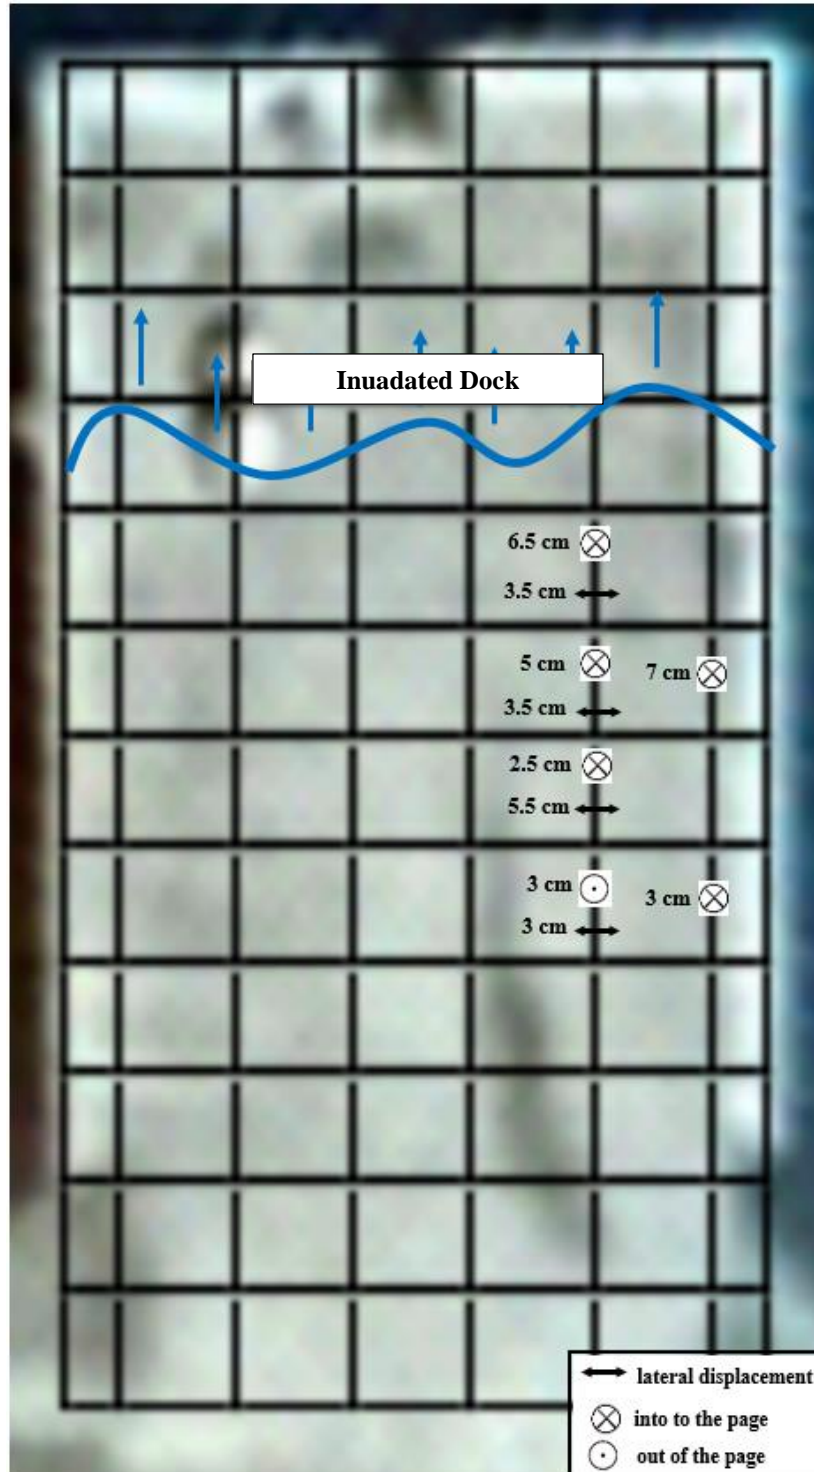 Inuadated Dock
6.5 cm
3.5 cm
5 cm
7 cm
3.5 cm
2.5 cm
5.5 cm
3 cm
3 cm
3 cm
lateral displacement
into to the page
out of the page